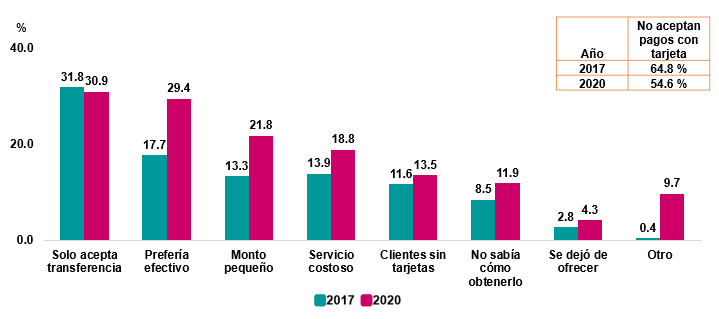 %
40.0
20.0
0.0
No aceptan
pagos con
tarjeta
Año
2017 64.8 %
2020 54.6 %
31.8 30.9
17.7 29.4
13.3 21.8
13.9 18.8
11.6 13.5
8.5 11.9
2.8 4.3
0.4 9.7
Solo acepta
transferencia
Prefería
efectivo
Monto
pequeño
Servicio
costoso
Clientes sin
tarjetas
No sabía
cómo
obtenerlo
Se dejó de
ofrecer
Otro
2017 2020